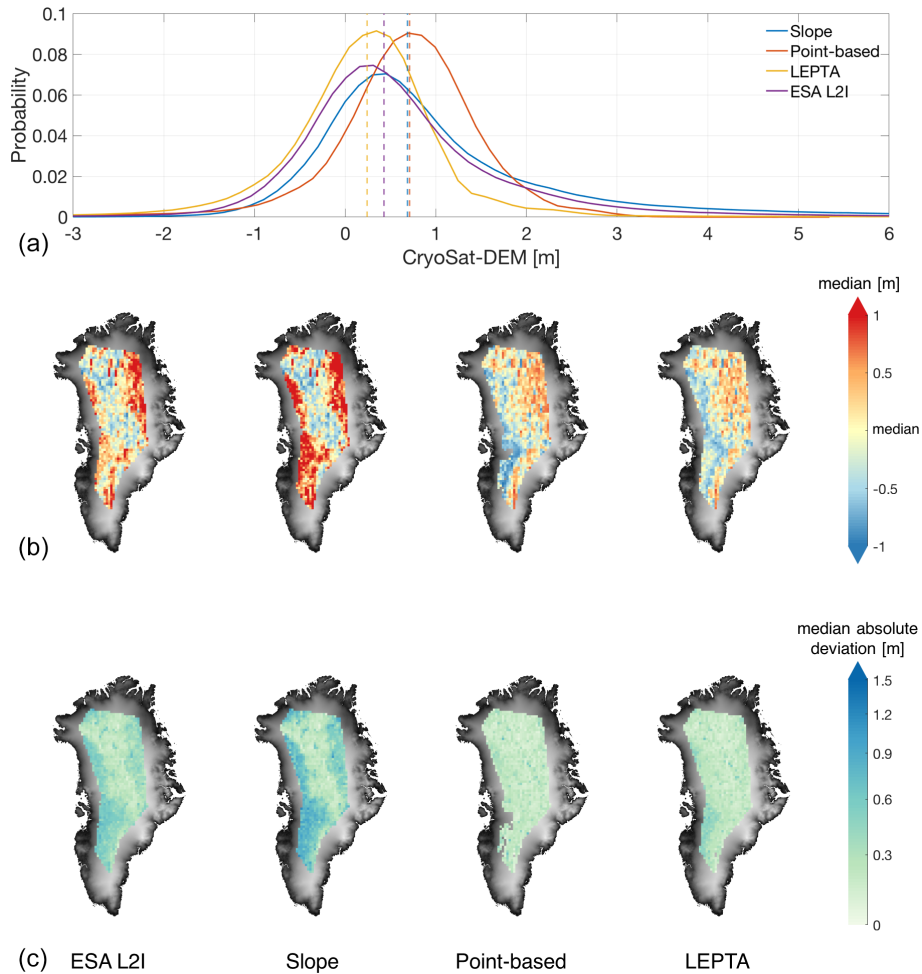 0.1
0.08
0.06
0.04
0.02
0
Probability
Slope
Point-based
LEPTA
ESA L2I
-3 -2 -1 0 1 2 3 4 5 6
(a)
CryoSat-DEM [m]
median [m]
1
0.5
median
-0.5
-1
(b)
median absolute
deviation [m]
1.5
1.2
0.9
0.6
0.3
0
(c) ESA L2I Slope Point-based LEPTA